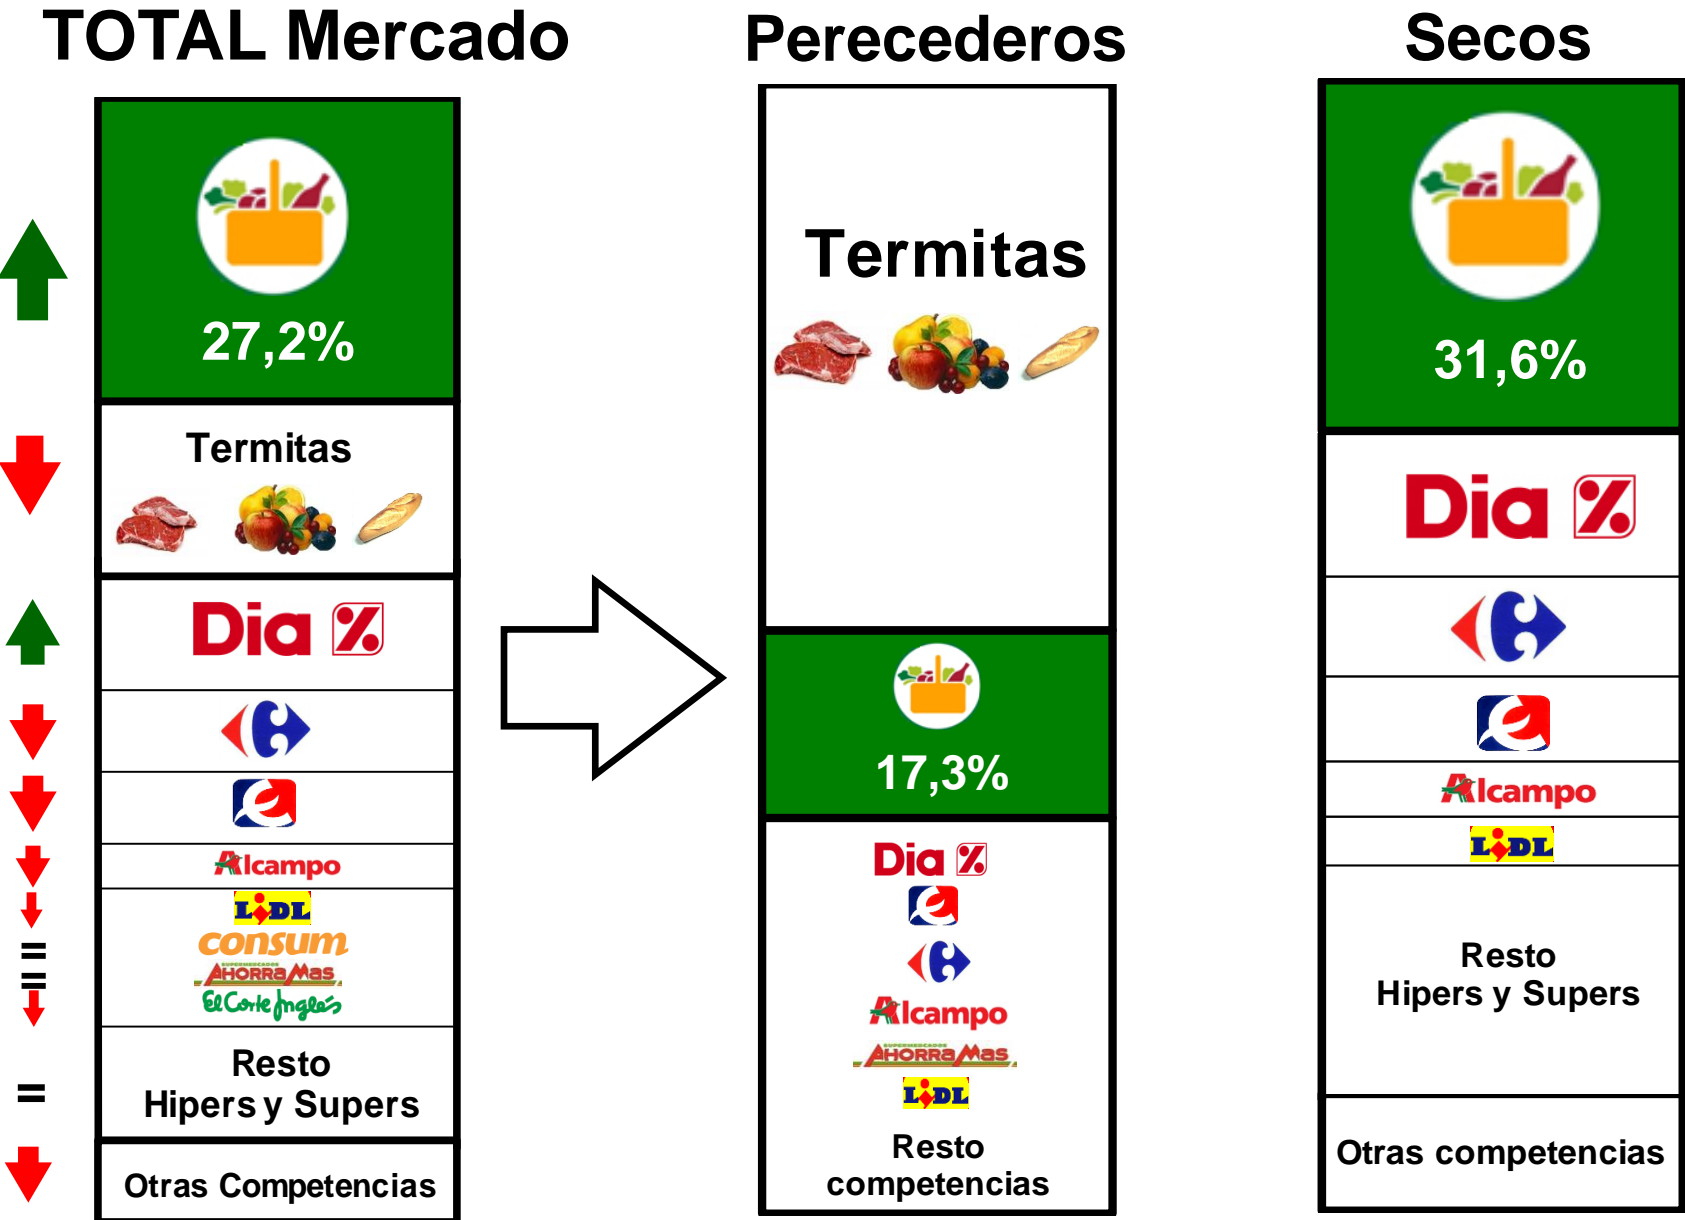 TOTAL Mercado
27,2%
Termitas
Dia %
Alcampo
LIDL
consum
SUPERMERCADOS
AHORRAMAS
El Corte Inglés
Resto
Hipers y Supers
Otras Competencias
=
=
=
Perecederos
Termitas
17,3%
Dia %
Alcampo
SUPERMERCADOS
AHORRAMAS
LIDL
Resto
competencias
Secos
31,6%
Dia %
Alcampo
LIDL
Resto
Hipers y Supers
Otras competencias